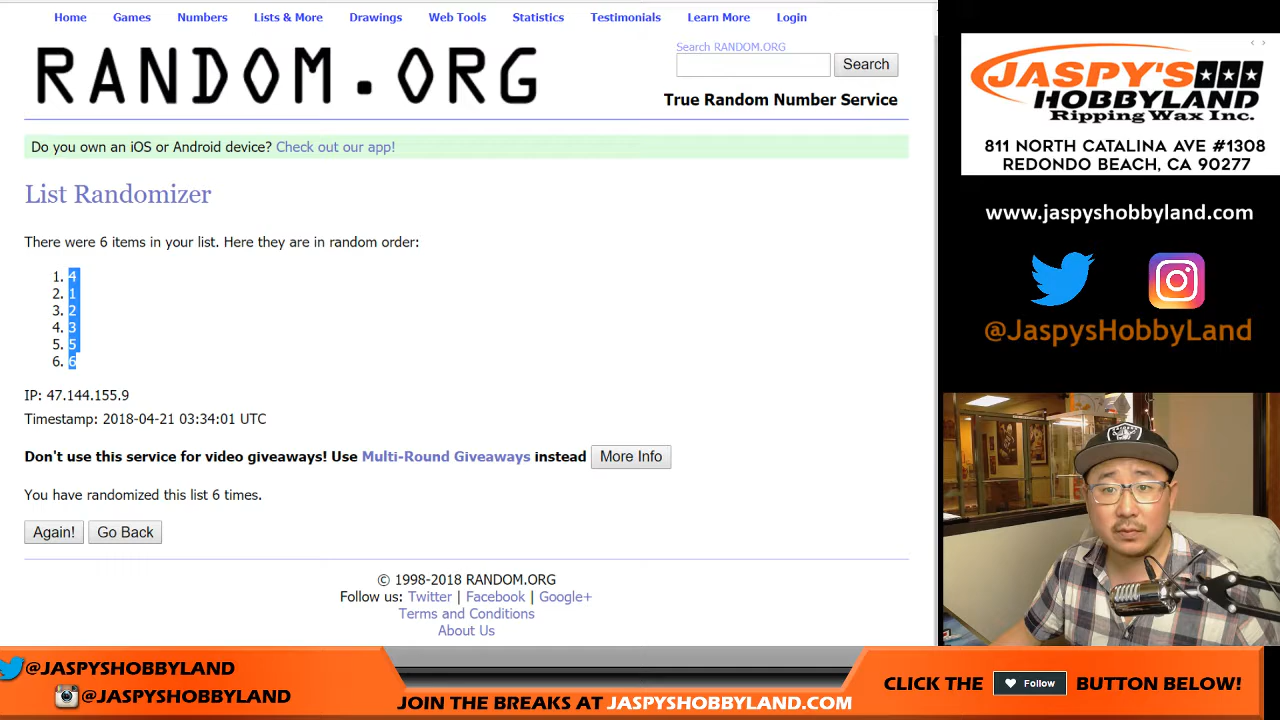 Home Games Numbers Lists & More Drawings Web Tools Statistics Testimonials Learn More Login
RANDOM.ORG
Search RANDOM.ORG
Search
True Random Number Service
Do you own an iOS or Android device? Check out our app!
List Randomizer
There were 6 items in your list. Here they are in random order:
1. 4
2. 1
3. 2
4. 3
5. 5
6. 6
IP: 47.144.155.9
Timestamp: 2018-04-21 03:34:01 UTC
Don't use this service for video giveaways! Use Multi-Round Giveaways instead More Info
You have randomized this list 6 times.
Again! Go Back
© 1998-2018 RANDOM.ORG
Follow us: Twitter | Facebook | Google+
Terms and Conditions
About Us
JASPY'S
HOBBYLAND
Ripping Wax Inc.
811 NORTH CATALINA AVE #1308
REDONDO BEACH, CA 90277
www.jaspyshobbyland.com
@JaspysHobbyLand
@JASPYSHOBBYLAND
@JASPYSHOBBYLAND
JOIN THE BREAKS AT JASPYSHOBBYLAND.COM
CLICK THE Follow BUTTON BELOW!